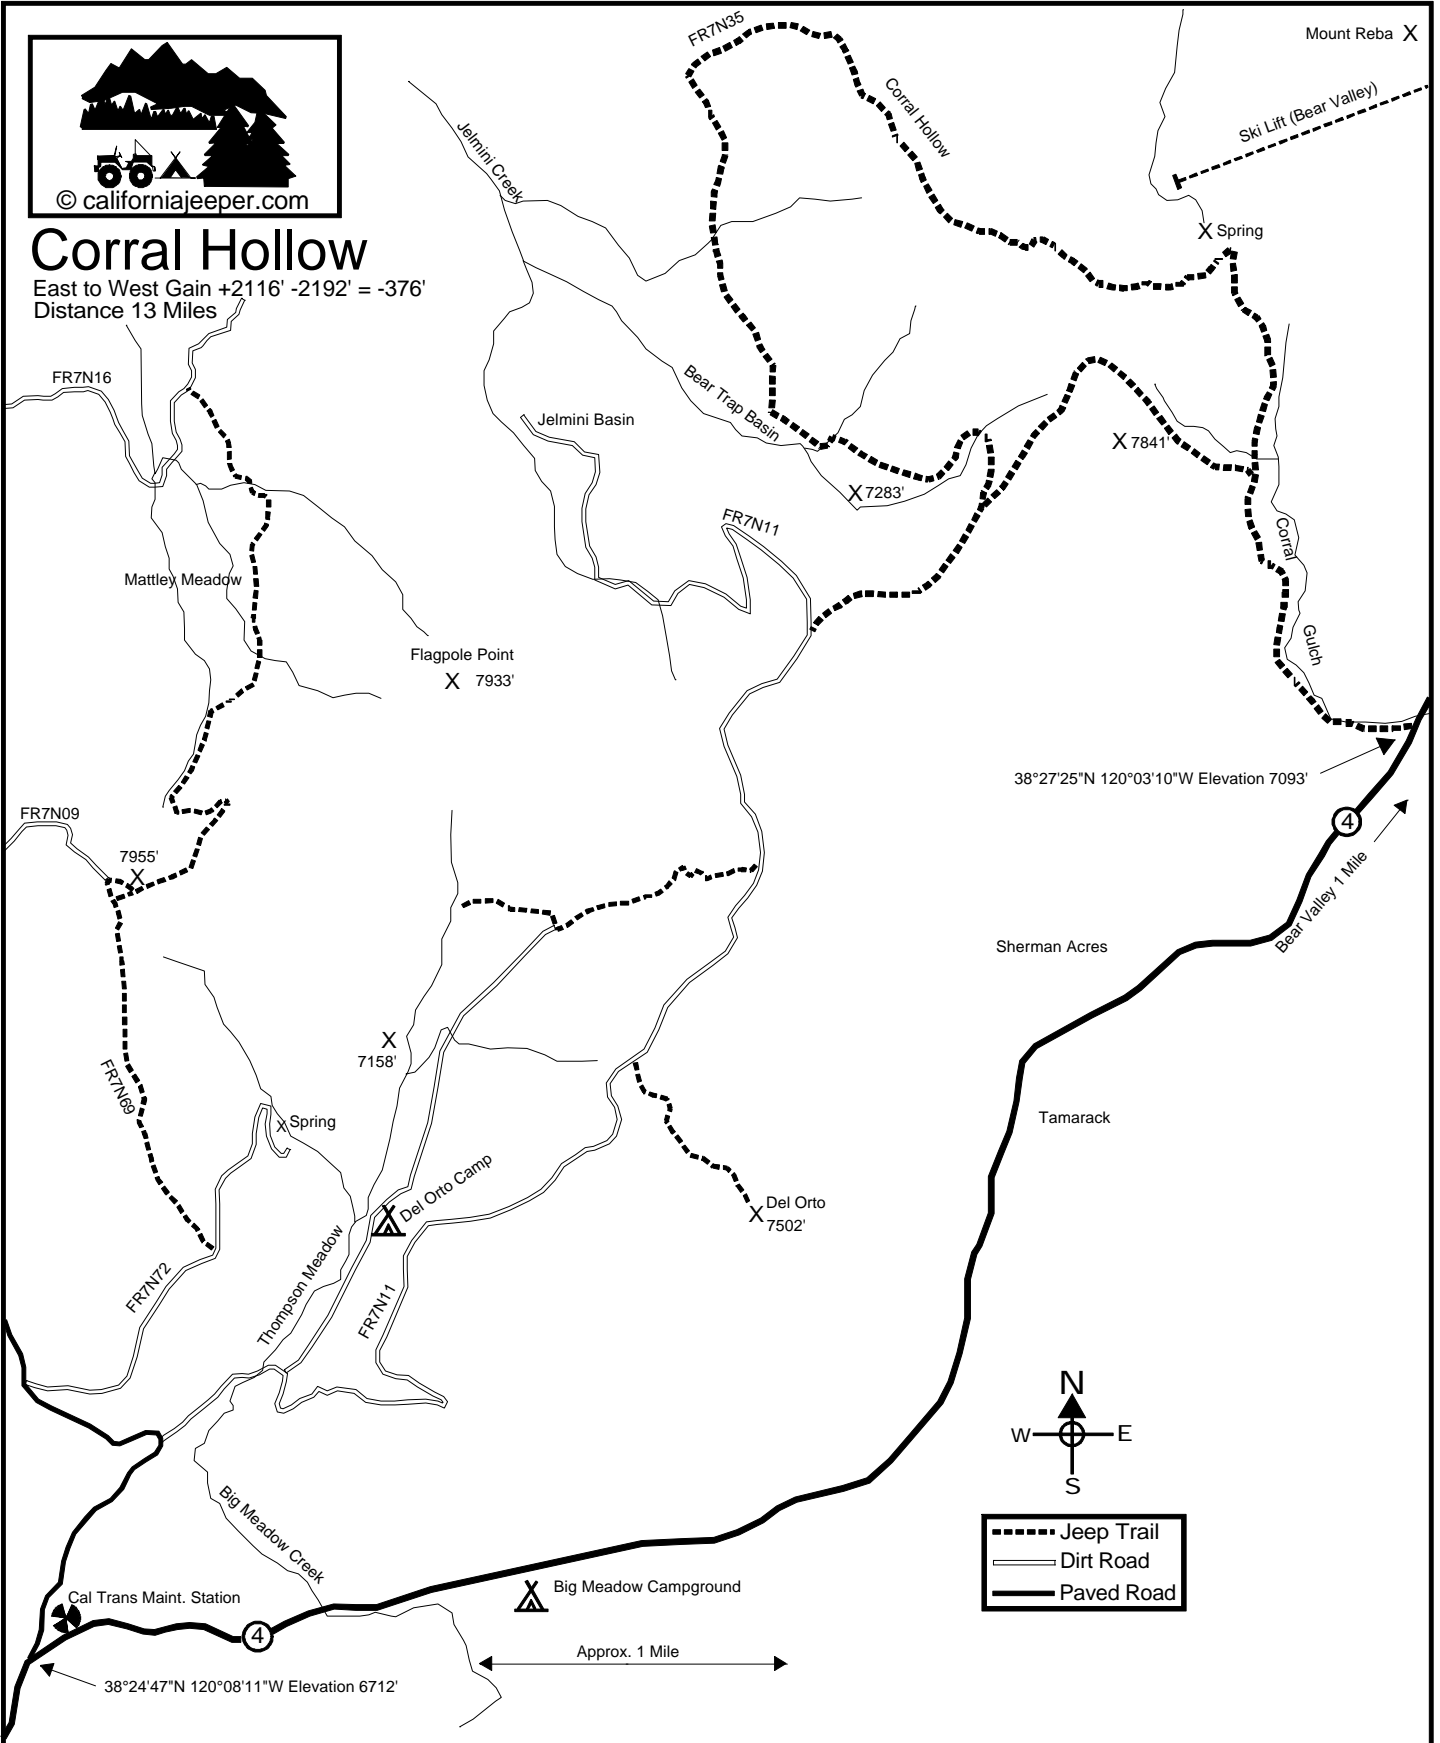 © californiajeeper.com
Corral Hollow
East to West Gain +2116' -2192' = -376'
Distance 13 Miles
FR7N35
Mount Reba X
Ski Lift (Bear Valley)
Corral Hollow
Jelmini Creek
X Spring
FR7N16
Bear Trap Basin
Jelmini Basin
X 7841'
X 7283'
FR7N11
Corral
Gulch
Mattley Meadow
Flagpole Point
X 7933'
38°27'25"N 120°03'10"W Elevation 7093'
4
Bear Valley 1 Mile
FR7N09
7955'
X
Sherman Acres
X
7158'
FR7N69
X Spring
Tamarack
Del Orto Camp
X Del Orto
7502'
Thompson Meadow
FR7N72
FR7N11
N
W E
S
Big Meadow Creek
Jeep Trail
Dirt Road
Paved Road
Cal Trans Maint. Station
Big Meadow Campground
4
Approx. 1 Mile
38°24'47"N 120°08'11"W Elevation 6712'